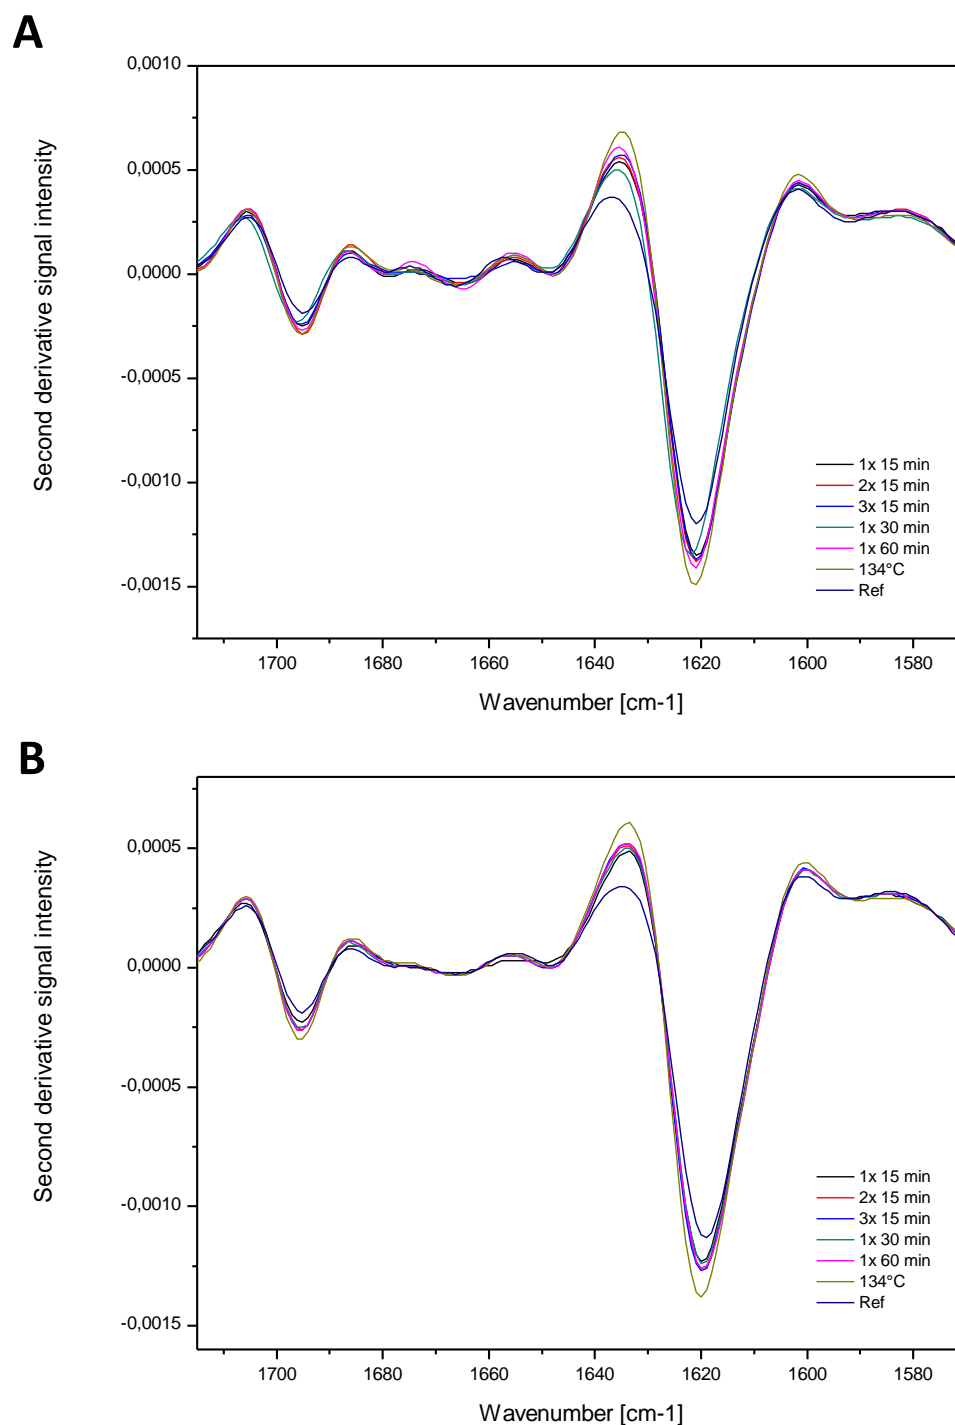 A
0,0010
0,0005
0,0000
-0,0005
-0,0010
-0,0015
Second derivative signal intensity
1x 15 min
2x 15 min
3x 15 min
1x 30 min
1x 60 min
134°C
Ref
1700 1680 1660 1640 1620 1600 1580
Wavenumber [cm-1]
B
0,0005
0,0000
-0,0005
-0,0010
-0,0015
Second derivative signal intensity
1x 15 min
2x 15 min
3x 15 min
1x 30 min
1x 60 min
134°C
Ref
1700 1680 1660 1640 1620 1600 1580
Wavenumber [cm-1]